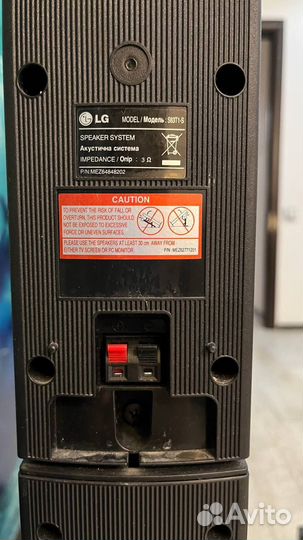 LG
MODEL / Модель : S63T1-S
SPEAKER SYSTEM
Акустична система
IMPEDANCE / Опір : 3 Ω
P/N. MEZ64848202
CAUTION
TO PREVENT THE RISK OF FALL OR
OVERTURN, THIS PRODUCT SHOULD
NOT BE EXPOSED TO EXCESSIVE
FORCE OR UNEVEN SURFACES.
PLEASE USE THE SPEAKERS AT LEAST 30 cm AWAY FROM
EITHER TV SCREEN OR PC MONITOR.
P/N : MEZ62771201
Avito